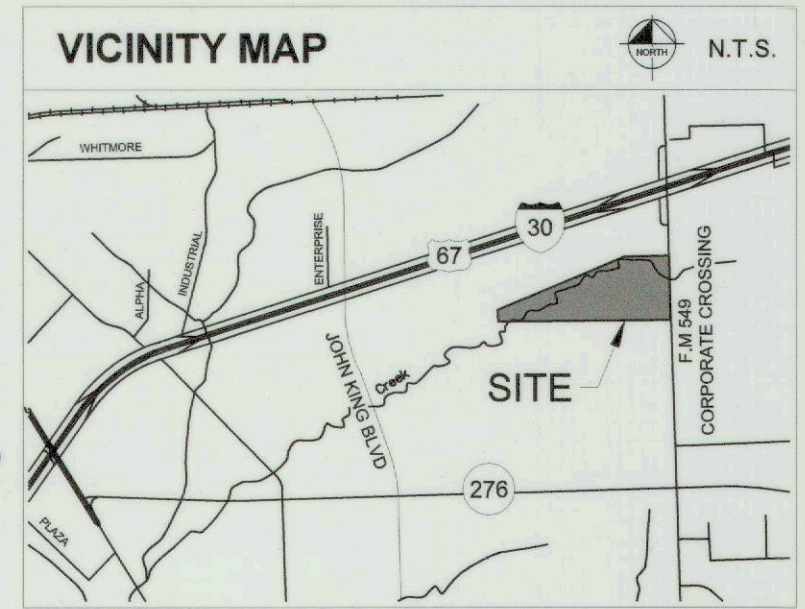 VICINITY MAP
NORTH
N.T.S.
WHITMORE
ALPHA
INDUSTRIAL
ENTERPRISE
67
30
JOHN KING BLVD
Creek
SITE
F.M 549
CORPORATE CROSSING
276
PLAZA